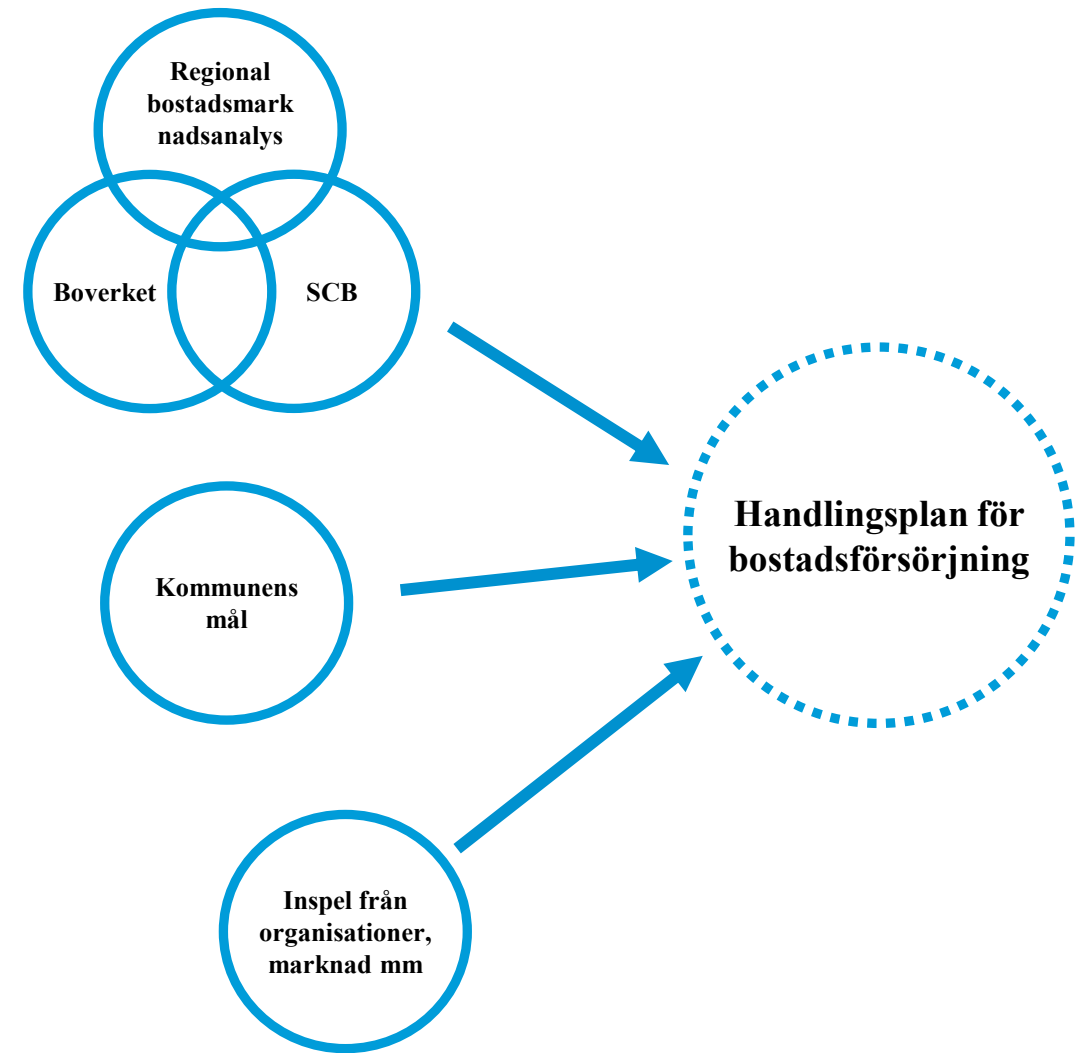 Regional
bostadsmark
nadsanalys
Boverket
SCB
Handlingsplan för
bostadsförsörjning
Kommunens
mål
Inspel från
organisationer,
marknad mm